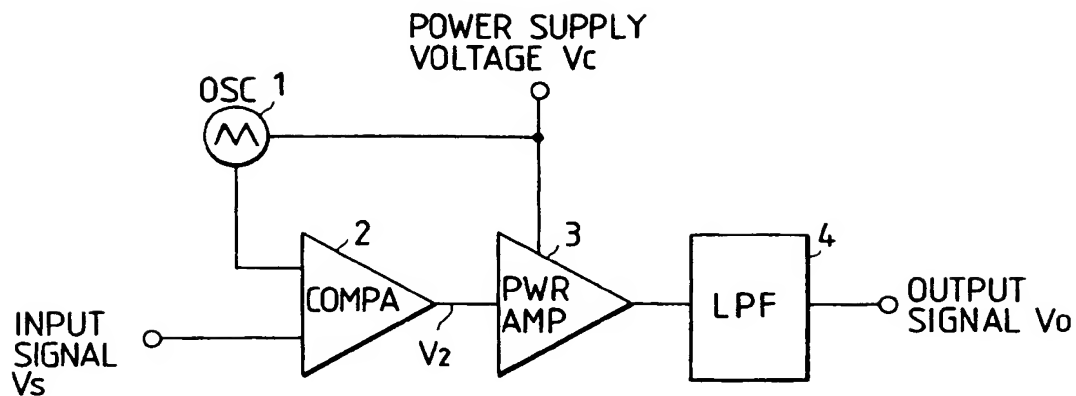 POWER SUPPLY
VOLTAGE Vc
OSC 1
2
COMPA
V2
3
PWR
AMP
4
LPF
INPUT
SIGNAL
Vs
OUTPUT
SIGNAL Vo